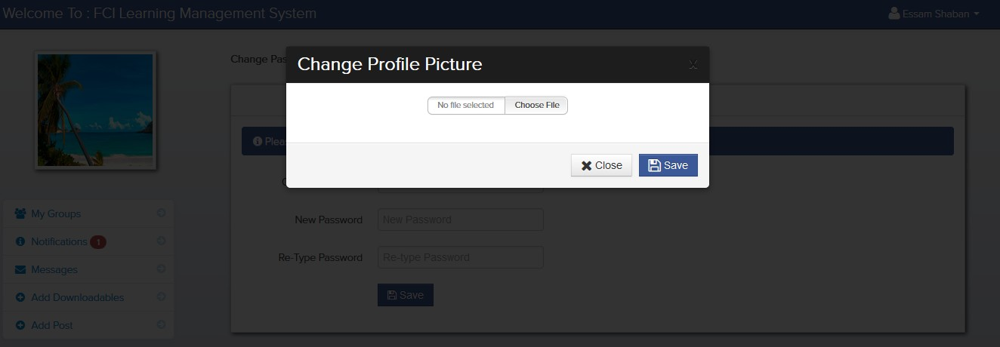 Welcome To : FCI Learning Management System
Essam Shaban
Change Pas
Change Profile Picture
x
No file selected Choose File
Plea
Close Save
My Groups
Notifications 1
Messages
Add Downloadables
Add Post
New Password New Password
Re-Type Password Re-type Password
Save